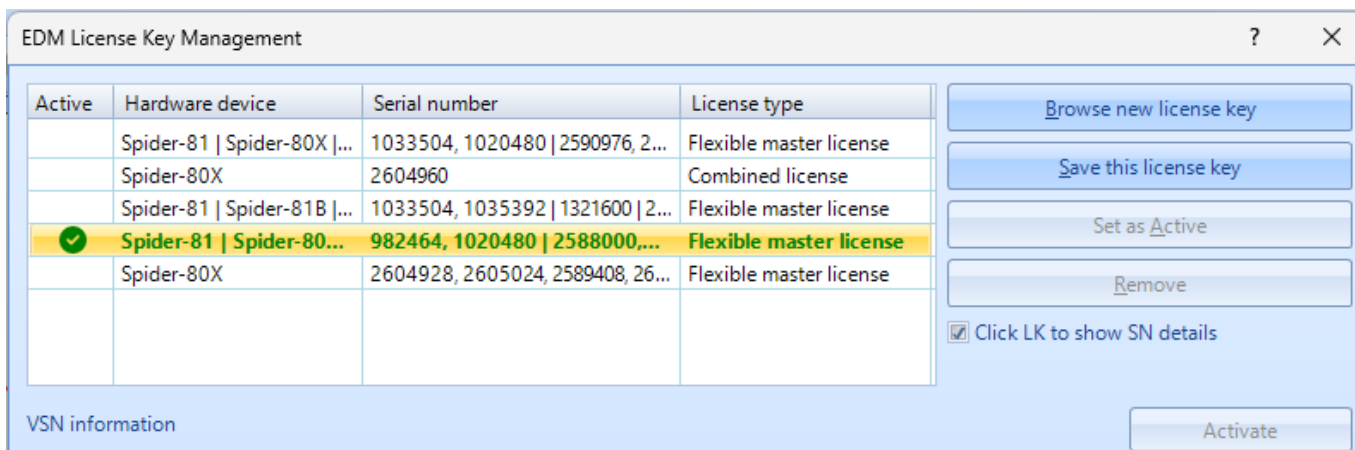 EDM License Key Management ?
Active Hardware device Serial number License type
Spider-81 | Spider-80X |... 1033504, 1020480 | 2590976, 2... Flexible master license
Spider-80X 2604960 Combined license
Spider-81 | Spider-81B |... 1033504, 1035392 | 1321600 | 2... Flexible master license
Spider-81 | Spider-80... 982464, 1020480 | 2588000,... Flexible master license
Spider-80X 2604928, 2605024, 2589408, 26... Flexible master license
Browse new license key
Save this license key
Set as Active
Remove
Click LK to show SN details
VSN information
Activate